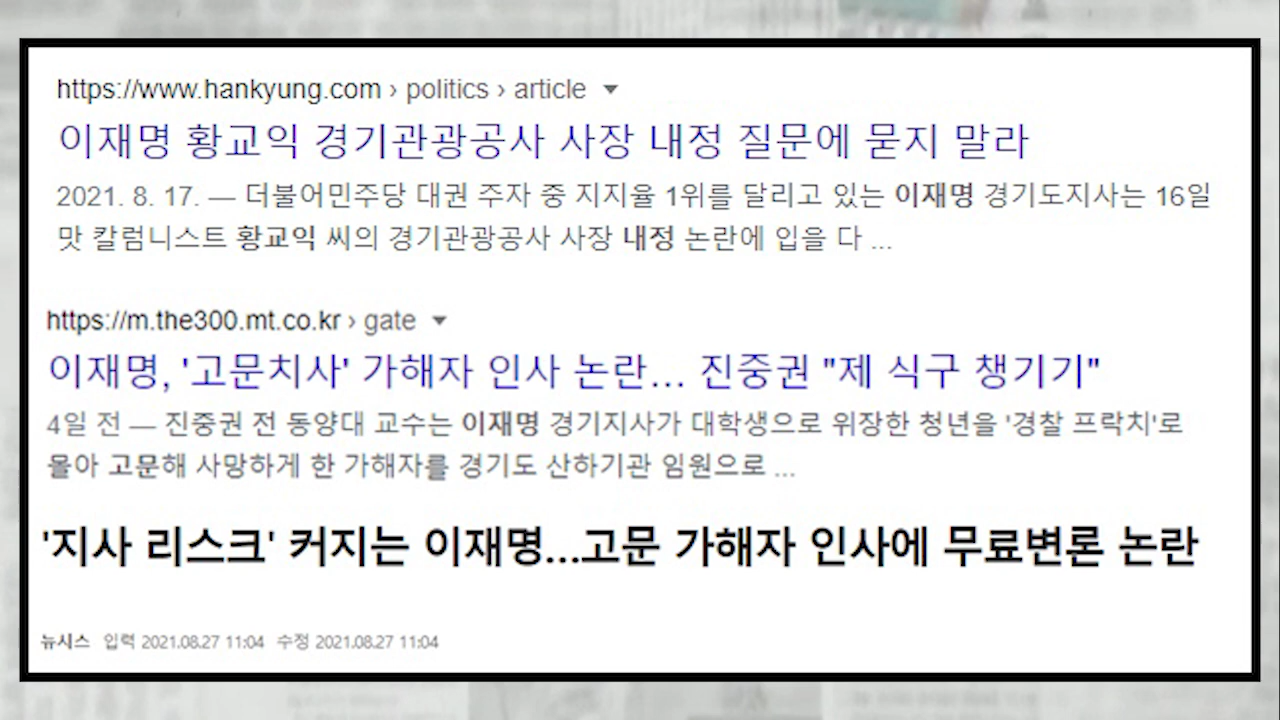 https://www.hankyung.com › politics › article
이재명 황교익 경기관광공사 사장 내정 질문에 묻지 말라
2021. 8. 17. — 더불어민주당 대권 주자 중 지지율 1위를 달리고 있는 이재명 경기도지사는 16일
맛 칼럼니스트 황교익 씨의 경기관광공사 사장 내정 논란에 입을 다 ...
https://m.the300.mt.co.kr › gate
이재명, '고문치사' 가해자 인사 논란... 진중권 "제 식구 챙기기"
4일 전 — 진중권 전 동양대 교수는 이재명 경기지사가 대학생으로 위장한 청년을 '경찰 프락치'로
몰아 고문해 사망하게 한 가해자를 경기도 산하기관 임원으로 ...
'지사 리스크' 커지는 이재명...고문 가해자 인사에 무료변론 논란
뉴시스 입력 2021.08.27 11:04 수정 2021.08.27 11:04